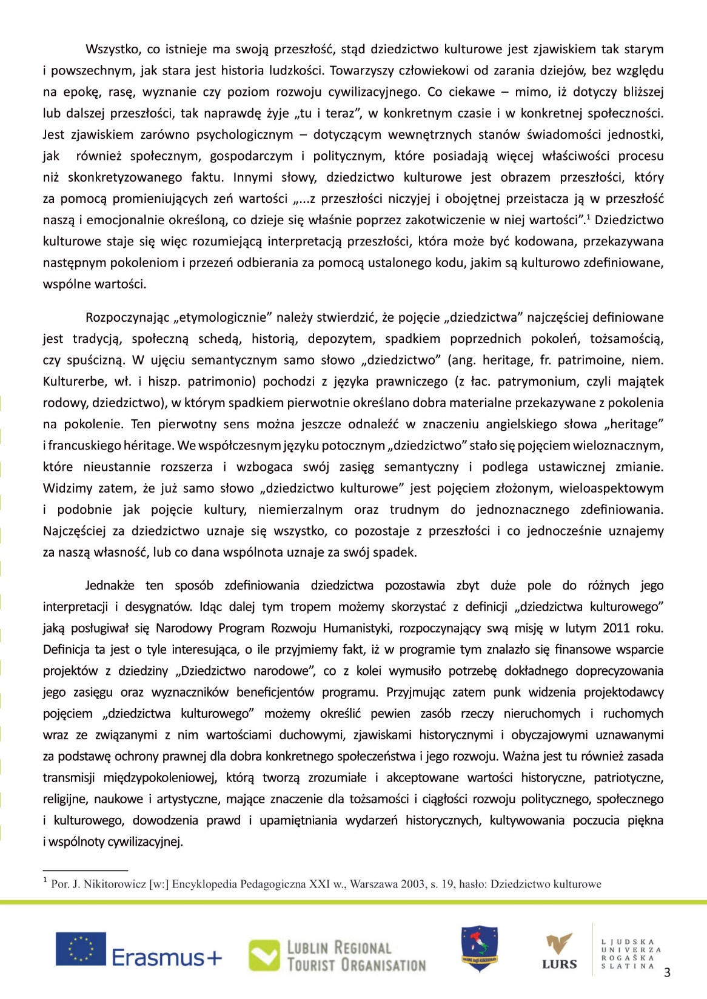 Wszystko, co istnieje ma swoją przeszłość, stąd dziedzictwo kulturowe jest zjawiskiem tak starym
i powszechnym, jak stara jest historia ludzkości. Towarzyszy człowiekowi od zarania dziejów, bez względu
na epokę, rasę, wyznanie czy poziom rozwoju cywilizacyjnego. Co ciekawe – mimo, iż dotyczy bliższej
lub dalszej przeszłości, tak naprawdę żyje „tu i teraz”, w konkretnym czasie i w konkretnej społeczności.
Jest zjawiskiem zarówno psychologicznym – dotyczącym wewnętrznych stanów świadomości jednostki,
jak również społecznym, gospodarczym i politycznym, które posiadają więcej właściwości procesu
niż skonkretyzowanego faktu. Innymi słowy, dziedzictwo kulturowe jest obrazem przeszłości, który
za pomocą promieniujących zeń wartości „...z przeszłości niczyjej i obojętnej przeistacza ją w przeszłość
naszą i emocjonalnie określoną, co dzieje się właśnie poprzez zakotwiczenie w niej wartości”.¹ Dziedzictwo
kulturowe staje się więc rozumiejącą interpretacją przeszłości, która może być kodowana, przekazywana
następnym pokoleniom i przezeń odbierania za pomocą ustalonego kodu, jakim są kulturowo zdefiniowane,
wspólne wartości.
Rozpoczynając „etymologicznie” należy stwierdzić, że pojęcie „dziedzictwa” najczęściej definiowane
jest tradycją, społeczną schedą, historią, depozytem, spadkiem poprzednich pokoleń, tożsamością,
czy spuścizną. W ujęciu semantycznym samo słowo „dziedzictwo” (ang. heritage, fr. patrimoine, niem.
Kulturerbe, wł. i hiszp. patrimonio) pochodzi z języka prawniczego (z łac. patrymonium, czyli majątek
rodowy, dziedzictwo), w którym spadkiem pierwotnie określano dobra materialne przekazywane z pokolenia
na pokolenie. Ten pierwotny sens można jeszcze odnaleźć w znaczeniu angielskiego słowa „heritage”
i francuskiego héritage. We współczesnym języku potocznym „dziedzictwo” stało się pojęciem wieloznacznym,
które nieustannie rozszerza i wzbogaca swój zasięg semantyczny i podlega ustawicznej zmianie.
Widzimy zatem, że już samo słowo „dziedzictwo kulturowe” jest pojęciem złożonym, wieloaspektowym
i podobnie jak pojęcie kultury, niemierzalnym oraz trudnym do jednoznacznego zdefiniowania.
Najczęściej za dziedzictwo uznaje się wszystko, co pozostaje z przeszłości i co jednocześnie uznajemy
za naszą własność, lub co dana wspólnota uznaje za swój spadek.
Jednakże ten sposób zdefiniowania dziedzictwa pozostawia zbyt duże pole do różnych jego
interpretacji i desygnatów. Idąc dalej tym tropem możemy skorzystać z definicji „dziedzictwa kulturowego”
jaką posługiwał się Narodowy Program Rozwoju Humanistyki, rozpoczynający swą misję w lutym 2011 roku.
Definicja ta jest o tyle interesująca, o ile przyjmiemy fakt, iż w programie tym znalazło się finansowe wsparcie
projektów z dziedziny „Dziedzictwo narodowe”, co z kolei wymusiło potrzebę dokładnego doprecyzowania
jego zasięgu oraz wyznaczników beneficjentów programu. Przyjmując zatem punk widzenia projektodawcy
pojęciem „dziedzictwa kulturowego” możemy określić pewien zasób rzeczy nieruchomych i ruchomych
wraz ze związanymi z nim wartościami duchowymi, zjawiskami historycznymi i obyczajowymi uznawanymi
za podstawę ochrony prawnej dla dobra konkretnego społeczeństwa i jego rozwoju. Ważna jest tu również zasada
transmisji międzypokoleniowej, którą tworzą zrozumiałe i akceptowane wartości historyczne, patriotyczne,
religijne, naukowe i artystyczne, mające znaczenie dla tożsamości i ciągłości rozwoju politycznego, społecznego
i kulturowego, dowodzenia prawd i upamiętniania wydarzeń historycznych, kultywowania poczucia piękna
i wspólnoty cywilizacyjnej.
¹ Por. J. Nikitorowicz [w:] Encyklopedia Pedagogiczna XXI w., Warszawa 2003, s. 19, hasło: Dziedzictwo kulturowe
Erasmus+
LUBLIN REGIONAL
TOURIST ORGANISATION
LURS
LJUDSKA
UNIVERZA
ROGAŠKA
SLATINA
3